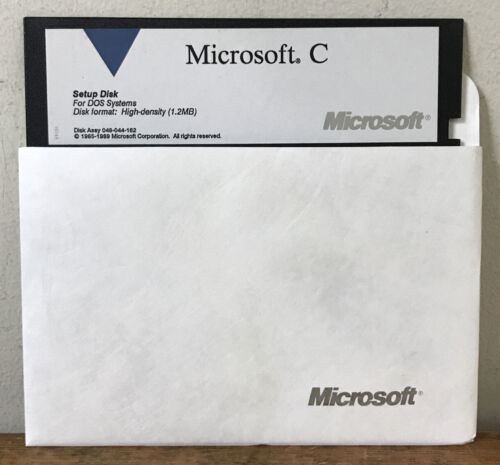 Microsoft® C
Setup Disk
For DOS Systems
Disk format: High-density (1.2MB)
Disk Assy 048-044-162
© 1985-1989 Microsoft Corporation. All rights reserved.
Microsoft®
Microsoft®